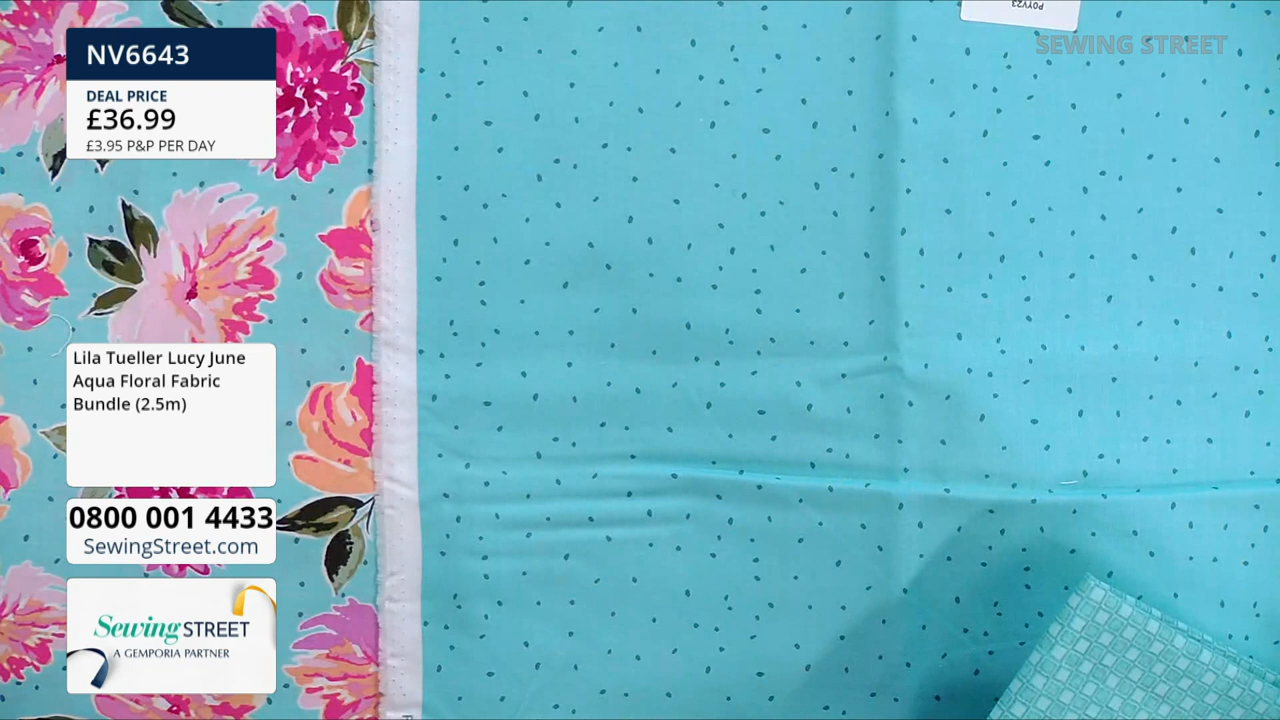 NV6643
DEAL PRICE
£36.99
£3.95 P&P PER DAY
POYV23
SEWING STREET
Lila Tueller Lucy June
Aqua Floral Fabric
Bundle (2.5m)
0800 001 4433
SewingStreet.com
Sewing STREET
A GEMPORIA PARTNER